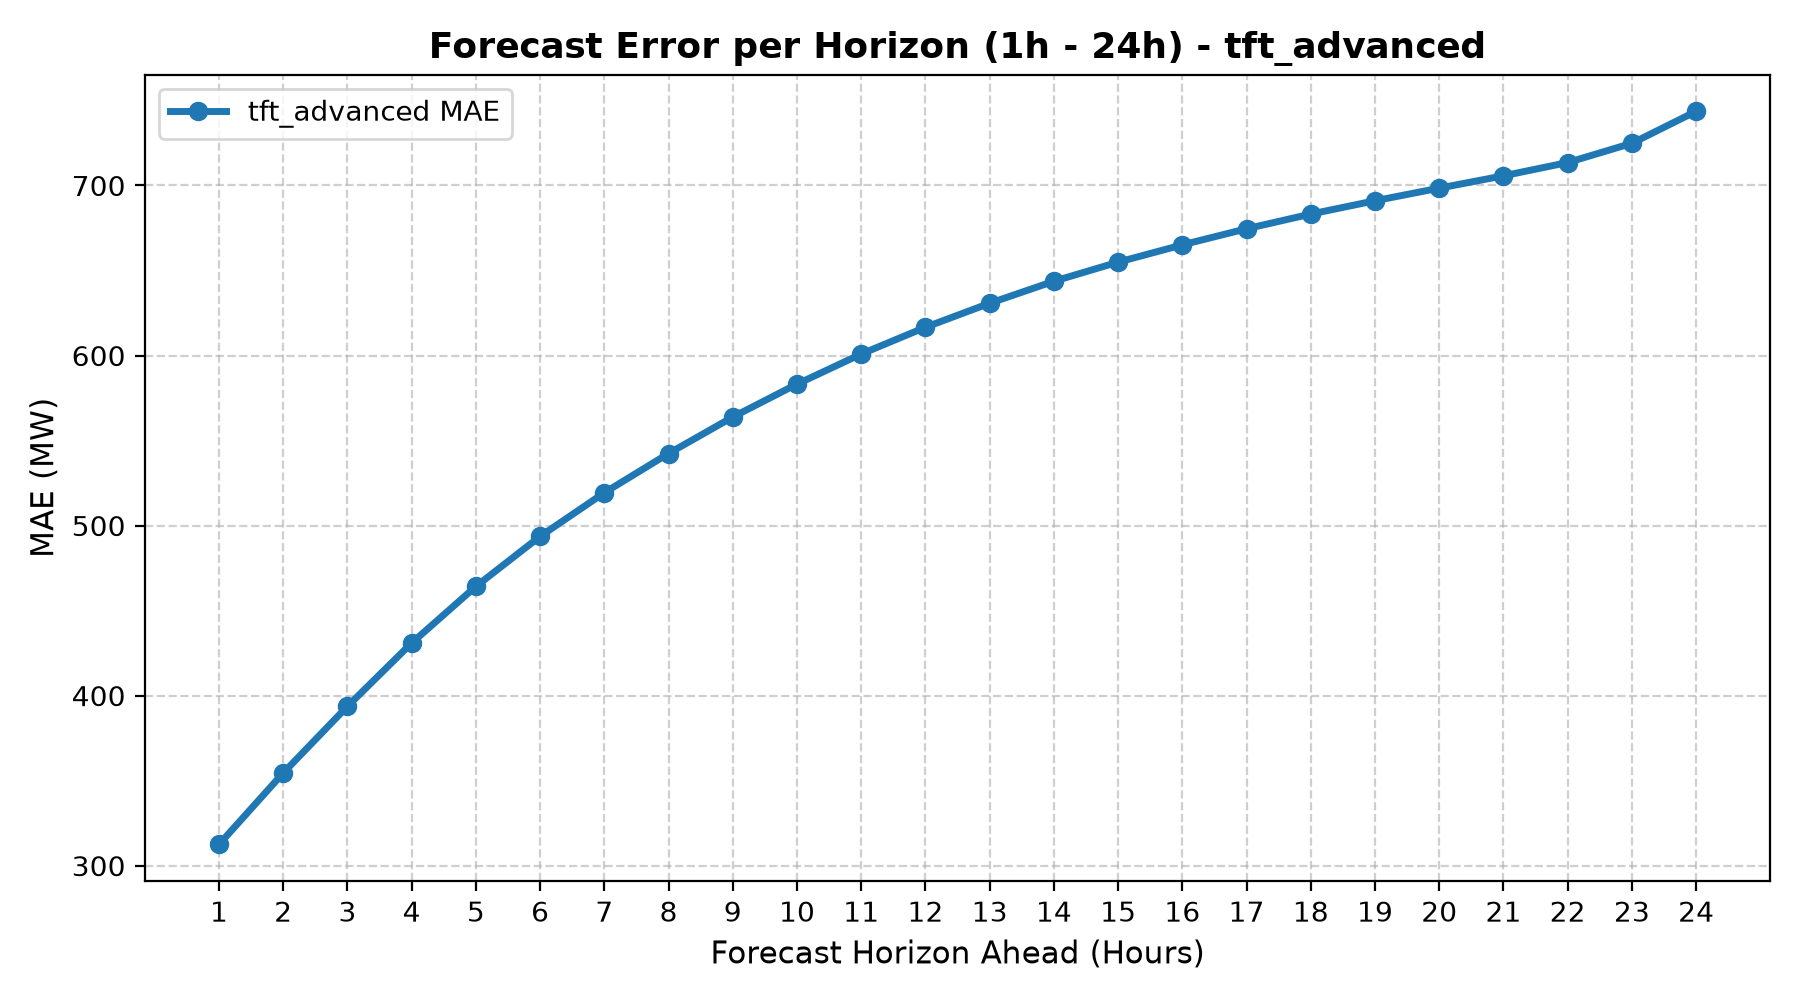 Forecast Error per Horizon (1h - 24h) - tft_advanced
tft_advanced MAE
MAE (MW)
700
600
500
400
300
1 2 3 4 5 6 7 8 9 10 11 12 13 14 15 16 17 18 19 20 21 22 23 24
Forecast Horizon Ahead (Hours)